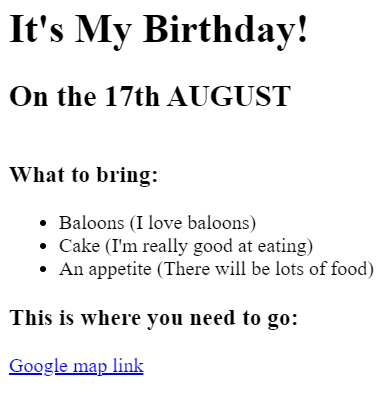 It's My Birthday!
On the 17th AUGUST
What to bring:
Baloons (I love baloons)
Cake (I'm really good at eating)
An appetite (There will be lots of food)
This is where you need to go:
Google map link